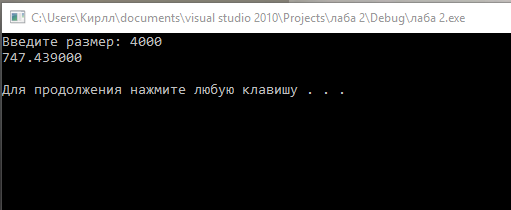 C:\Users\Кирлл\documents\visual studio 2010\Projects\лаба 2\Debug\лаба 2.exe
Введите размер: 4000
747.439000
Для продолжения нажмите любую клавишу . . .